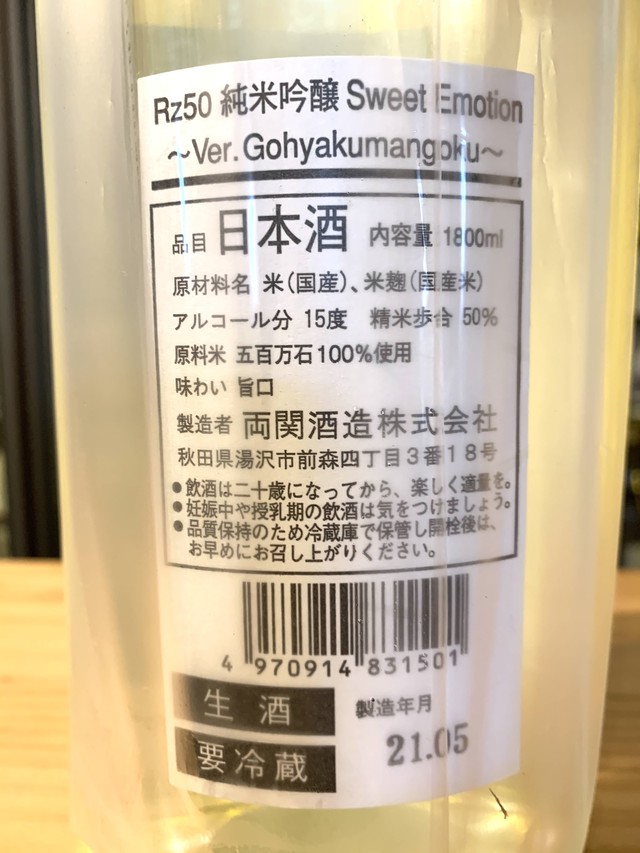 Rz50 純米吟醸 Sweet Emotion
～Ver.Gohyakumangoku～
品目 日本酒 内容量 1800ml
原材料名 米(国産)、米麹(国産米)
アルコール分 15度 精米歩合 50%
原料米 五百万石100%使用
味わい 旨口
製造者 両関酒造株式会社
秋田県湯沢市前森四丁目3番18号
●飲酒は二十歳になってから、楽しく適量を。
●妊娠中や授乳期の飲酒は気をつけましょう。
●品質保持のため冷蔵庫で保管し開栓後は、
お早めにお召し上がりください。
4 970914 831501
生酒 製造年月
要冷蔵 21.05